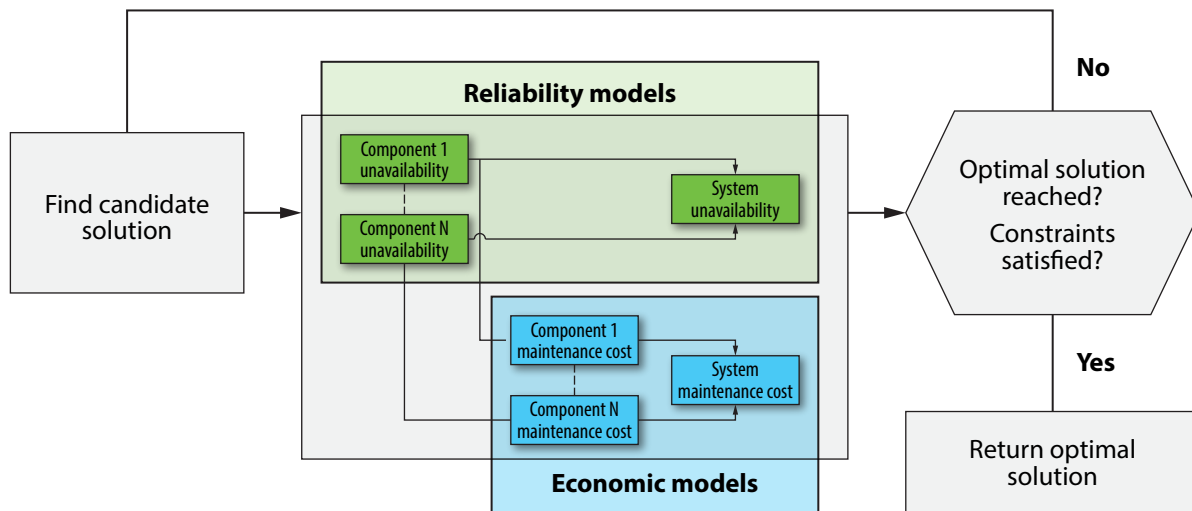 No
Reliability models
Component 1
unavailability
System
unavailability
Component N
unavailability
Find candidate
solution
Optimal solution
reached?
Constraints
satisfied?
Component 1
maintenance cost
System
maintenance cost
Component N
maintenance cost
Economic models
Yes
Return optimal
solution